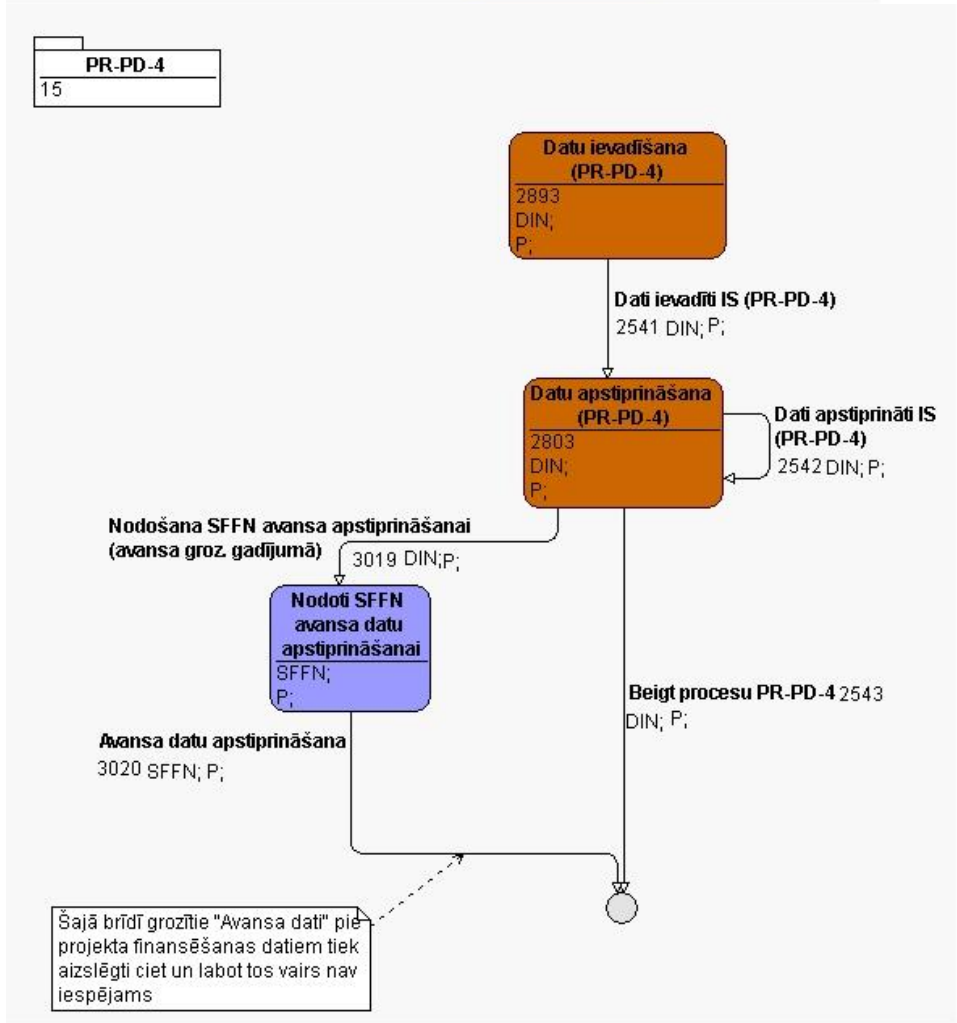 PR-PD-4
15
Datu ievadīšana
(PR-PD-4)
2893
DIN;
P;
Dati ievadīti IS (PR-PD-4)
2541 DIN; P;
Datu apstiprināšana
(PR-PD-4)
2803
DIN;
P;
Dati apstiprināti IS
(PR-PD-4)
2542 DIN; P;
Nodošana SFFN avansa apstiprināšanai
(avansa groz. gadījumā)
3019 DIN;P;
Nodoti SFFN
avansa datu
apstiprināšanai
SFFN;
P;
Beigt procesu PR-PD-4 2543
DIN; P;
Avansa datu apstiprināšana
3020 SFFN; P;
Šajā brīdī grozītie "Avansa dati" pie
projekta finansēšanas datiem tiek
aizslēgti ciet un labot tos vairs nav
iespējams